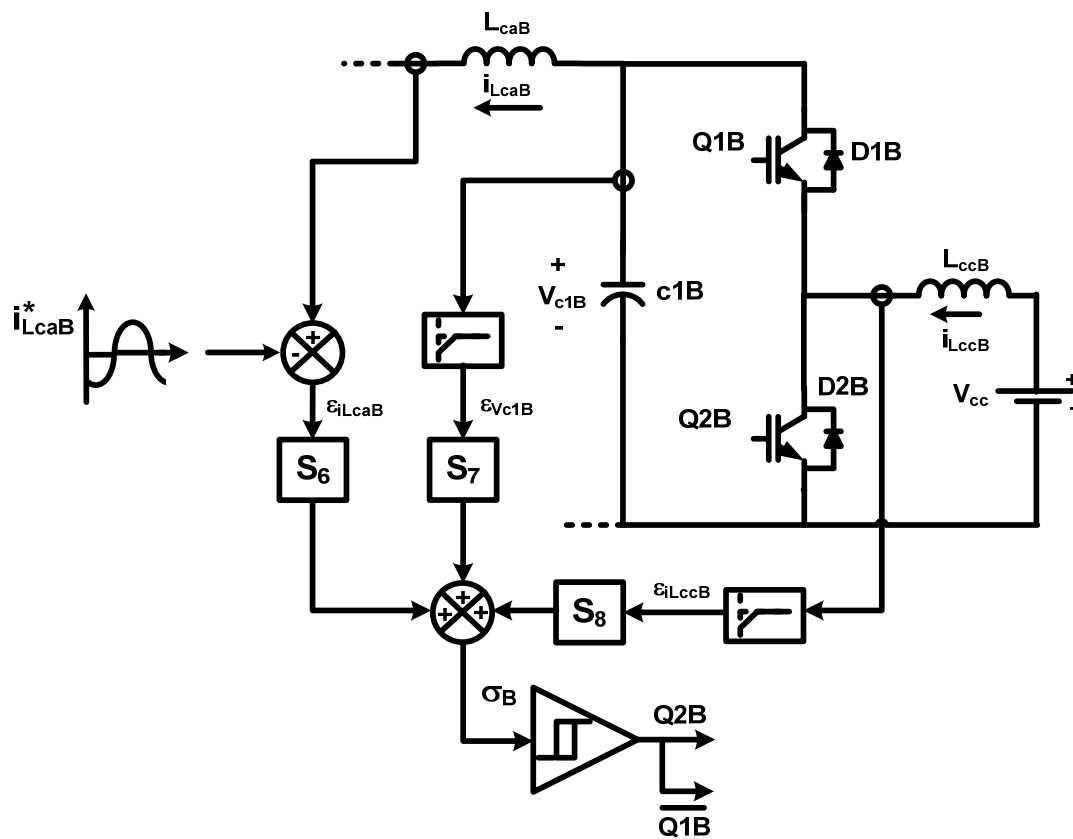 LcaB
iLcaB
Q1B
D1B
LccB
+
Vc1B
-
c1B
i*LcaB
+
-
iLccB
εiLcaB
εVc1B
D2B
Q2B
Vcc
+
-
S6
S7
εiLccB
S8
+
+
+
σB
Q2B
Q1B